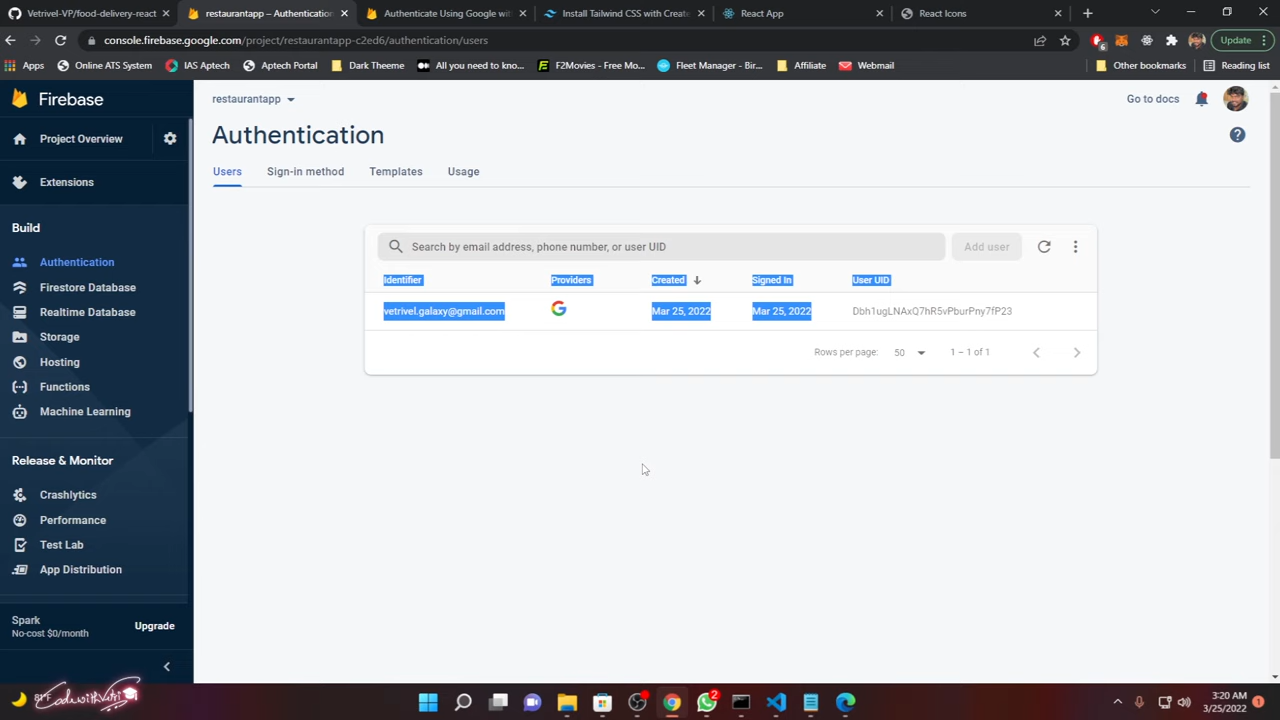 Vetrivel-VP/food-delivery-react
restaurantapp – Authentication
Authenticate Using Google with
Install Tailwind CSS with Create
React App
React Icons
console.firebase.google.com/project/restaurantapp-c2ed6/authentication/users
Update
Apps
Online ATS System
IAS Aptech
Aptech Portal
Dark Theeme
All you need to kno...
F2Movies - Free Mo...
Fleet Manager - Bir...
Affiliate
Webmail
Other bookmarks
Reading list
Firebase
Project Overview
Extensions
Build
Authentication
Firestore Database
Realtime Database
Storage
Hosting
Functions
Machine Learning
Release & Monitor
Crashlytics
Performance
Test Lab
App Distribution
Spark
No-cost $0/month
Upgrade
restaurantapp
Go to docs
Authentication
Users Sign-in method Templates Usage
Search by email address, phone number, or user UID
Add user
Identifier Providers Created Signed In User UID
vetrivel.galaxy@gmail.com Mar 25, 2022 Mar 25, 2022 Dbh1ugLNAxQ7hR5vPburPny7fP23
Rows per page: 50 1 – 1 of 1
CodewithVetri
2
3:20 AM
3/25/2022
1